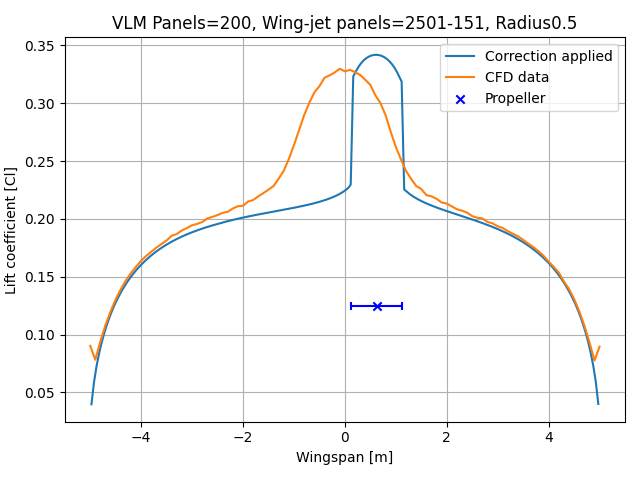 VLM Panels=200, Wing-jet panels=2501-151, Radius0.5
Correction applied
CFD data
Propeller
Lift coefficient [Cl]
0.35
0.30
0.25
0.20
0.15
0.10
0.05
−4 −2 0 2 4
Wingspan [m]